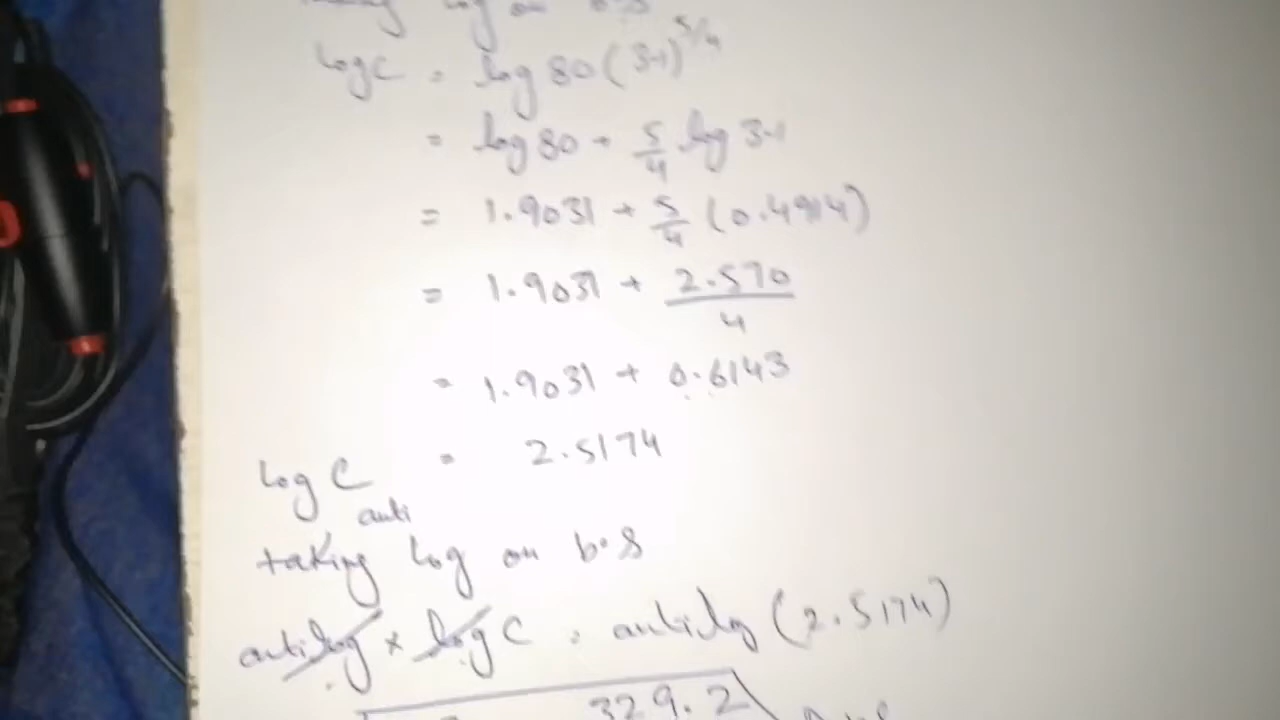 log on b.s
log C = log 80 (3.1)^5/4
= log 80 + 5/4 log 3.1
= 1.9031 + 5/4 (0.4914)
= 1.9031 + 2.570/4
= 1.9031 + 0.6143
log C = 2.5174
anti
taking log on b.s
antilog × log C = antilog (2.5174)
329.2